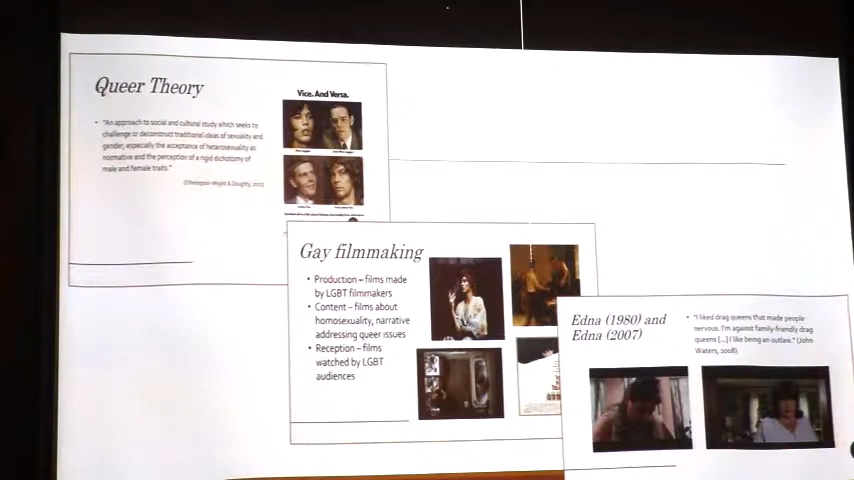 Queer Theory
• "An approach to social and cultural study which seeks to
challenge or deconstruct traditional ideas of sexuality and
gender, especially the acceptance of heterosexuality as
normative and the perception of a rigid dichotomy of
male and female traits."
Vice. And Versa.
Gay filmmaking
• Production – films made
by LGBT filmmakers
• Content – films about
homosexuality, narrative
addressing queer issues
• Reception – films
watched by LGBT
audiences
Edna (1980) and
Edna (2007)
• "I liked drag queens that made people
nervous. I'm against family-friendly drag
queens [...] I like being an outlaw." (John
Waters, 2008).